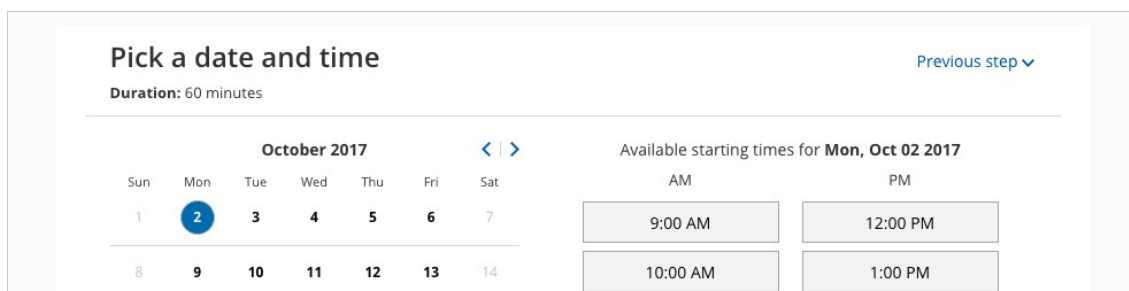 Pick a date and time
Previous step
Duration: 60 minutes
October 2017
Sun Mon Tue Wed Thu Fri Sat
1 2 3 4 5 6 7
8 9 10 11 12 13 14
Available starting times for Mon, Oct 02 2017
AM PM
9:00 AM 12:00 PM
10:00 AM 1:00 PM